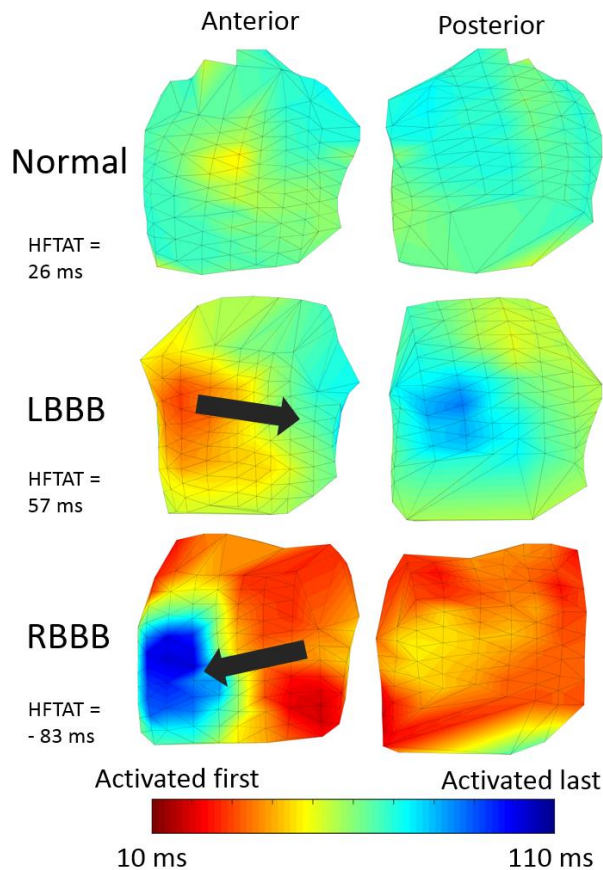 Anterior
Posterior
Normal
HFTAT =
26 ms
LBBB
HFTAT =
57 ms
RBBB
HFTAT =
- 83 ms
Activated first
Activated last
10 ms
110 ms